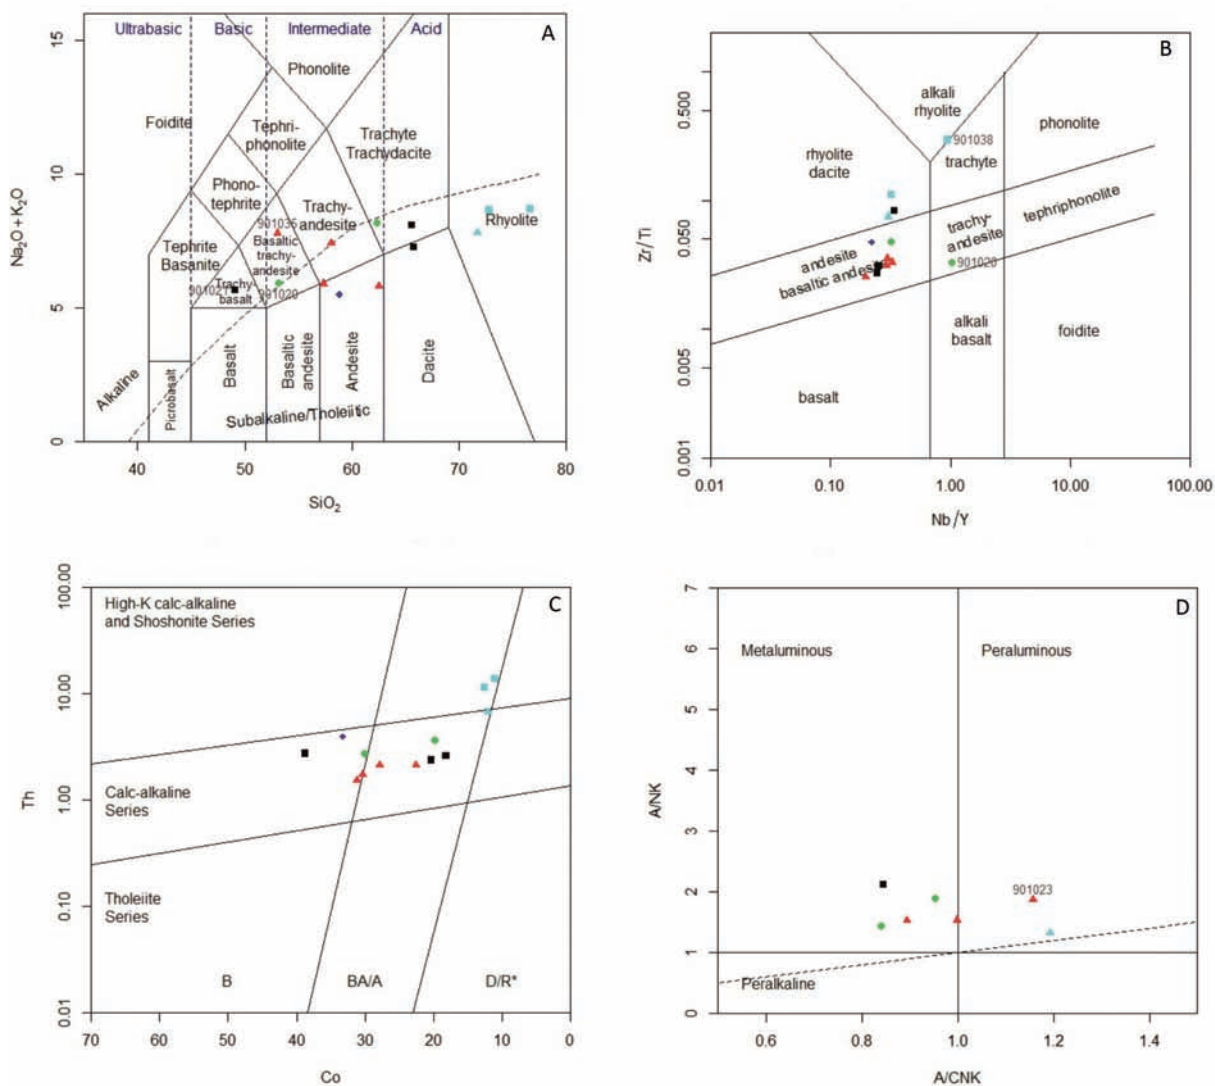 A
Ultrabasic
Basic
Intermediate
Acid
Phonolite
Foidite
Tephri-
phonolite
Trachyte
Trachydacite
Phono-
tephrite
Trachy-
andesite
Rhyolite
901035
Tephrite
Basanite
Basaltic
trachy-
andesite
Trachy-
basalt
901020
Alkaline
Picrobasalt
Basalt
Basaltic
andesite
Andesite
Dacite
Subalkaline/Tholeiitic
0
5
10
15
Na2O + K2O
40
50
60
70
80
SiO2
B
alkali
rhyolite
phonolite
901038
rhyolite
dacite
trachyte
tephriphonolite
trachy-
andesite
901020
andesite
basaltic andesite
alkali
basalt
foidite
basalt
0.001
0.005
0.050
0.500
Zr/Ti
0.01
0.10
1.00
10.00
100.00
Nb/Y
C
High-K calc-alkaline
and Shoshonite Series
Calc-alkaline
Series
Tholeiite
Series
B
BA/A
D/R*
0.01
0.10
1.00
10.00
100.00
Th
70
60
50
40
30
20
10
0
Co
D
Metaluminous
Peraluminous
901023
Peralkaline
0
1
2
3
4
5
6
7
A/NK
0.6
0.8
1.0
1.2
1.4
A/CNK